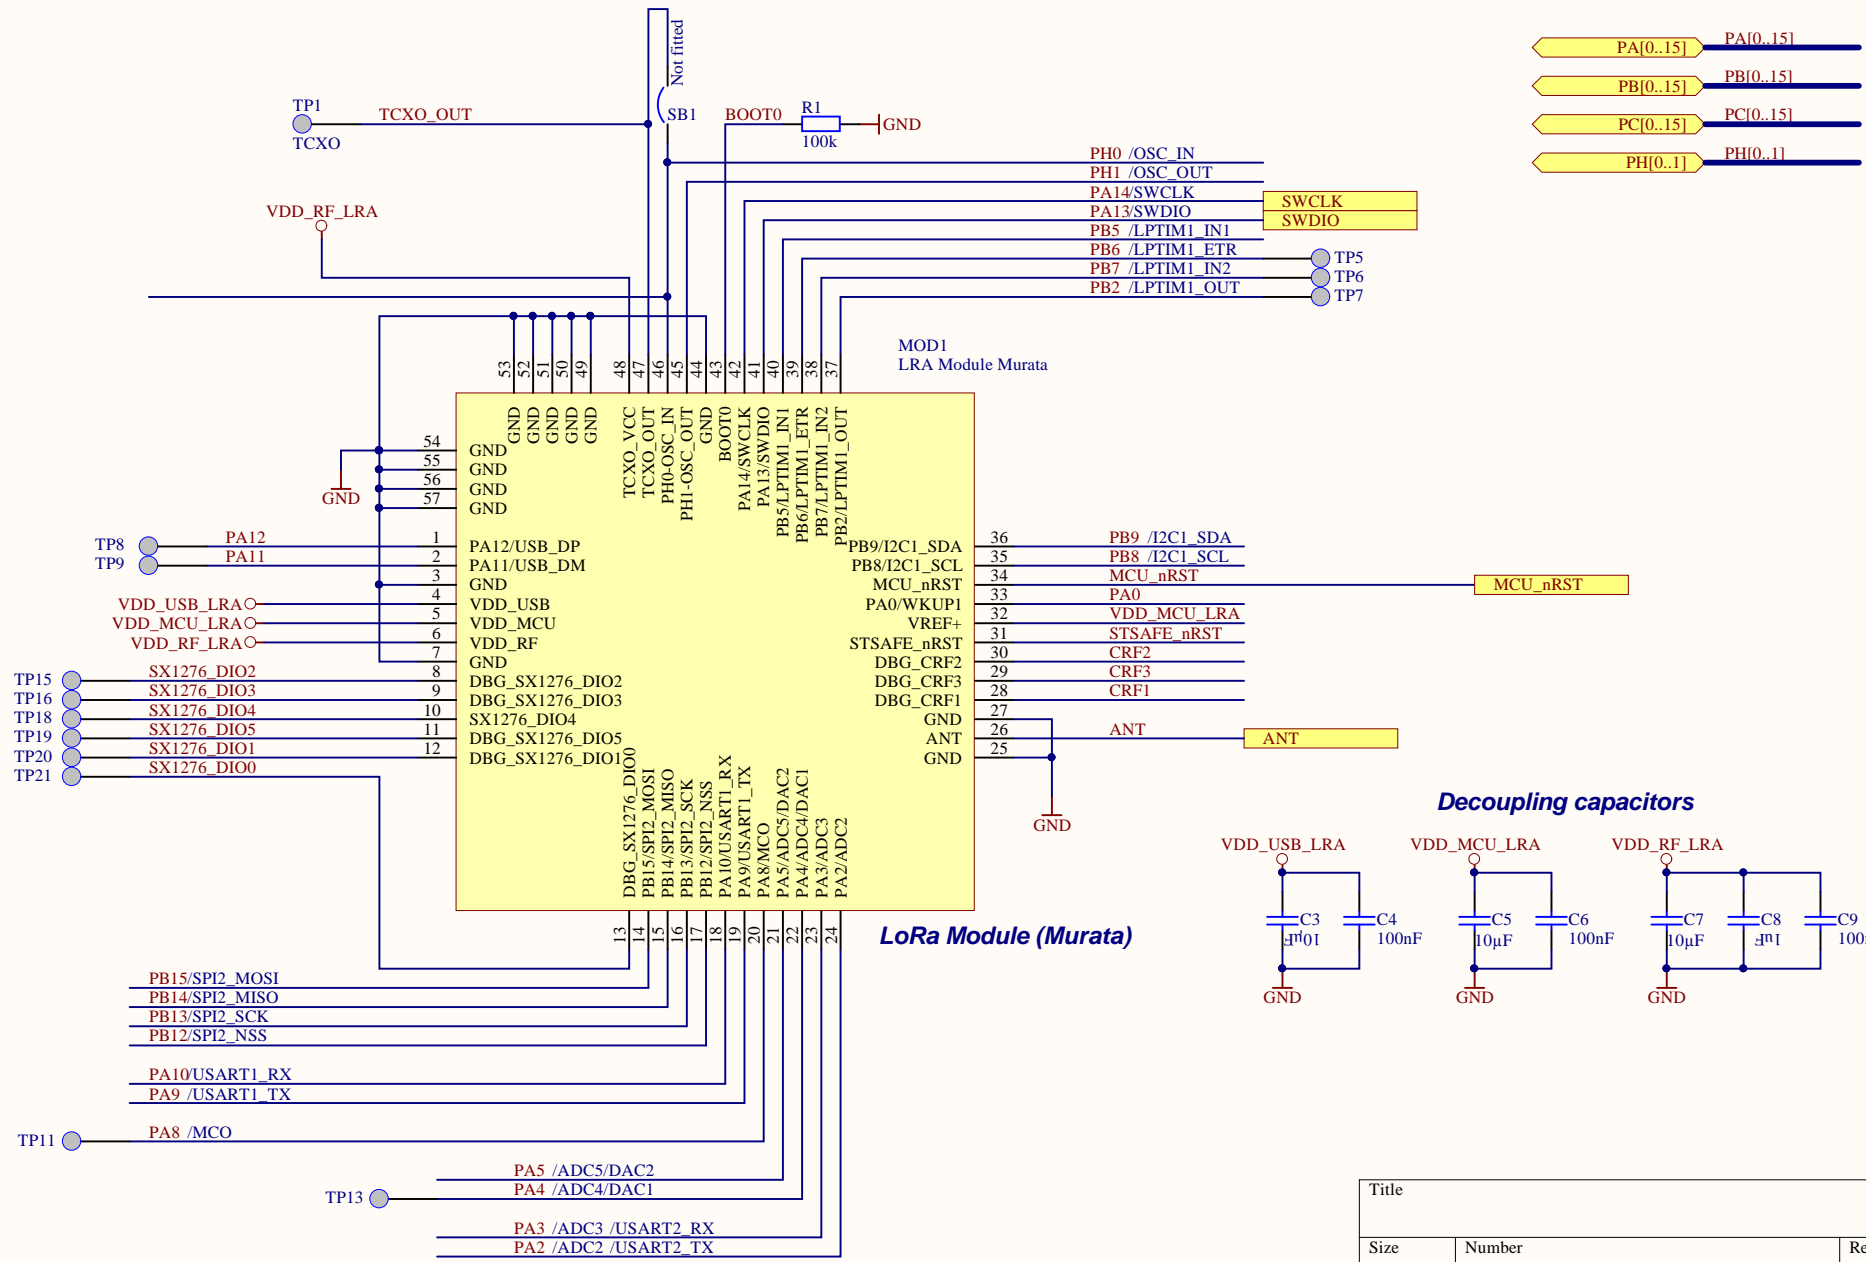 Not fitted
SB1
TP1
TCXO
TCXO_OUT
BOOT0
R1
100k
GND
PA[0..15] PA[0..15]
PB[0..15] PB[0..15]
PC[0..15] PC[0..15]
PH[0..1] PH[0..1]
VDD_RF_LRA
PH0 /OSC_IN
PH1 /OSC_OUT
PA14/SWCLK SWCLK
PA13/SWDIO SWDIO
PB5 /LPTIM1_IN1
PB6 /LPTIM1_ETR TP5
PB7 /LPTIM1_IN2 TP6
PB2 /LPTIM1_OUT TP7
MOD1
LRA Module Murata
53 GND
52 GND
51 GND
50 GND
49 GND
48 TCXO_VCC
47 TCXO_OUT
46 PH0-OSC_IN
45 PH1-OSC_OUT
44 GND
43 BOOT0
42 PA14/SWCLK
41 PA13/SWDIO
40 PB5/LPTIM1_IN1
39 PB6/LPTIM1_ETR
38 PB7/LPTIM1_IN2
37 PB2/LPTIM1_OUT
54 GND
55 GND
56 GND
57 GND
GND
TP8 PA12 1 PA12/USB_DP
TP9 PA11 2 PA11/USB_DM
3 GND
VDD_USB_LRA 4 VDD_USB
VDD_MCU_LRA 5 VDD_MCU
VDD_RF_LRA 6 VDD_RF
7 GND
TP15 SX1276_DIO2 8 DBG_SX1276_DIO2
TP16 SX1276_DIO3 9 DBG_SX1276_DIO3
TP18 SX1276_DIO4 10 SX1276_DIO4
TP19 SX1276_DIO5 11 DBG_SX1276_DIO5
TP20 SX1276_DIO1 12 DBG_SX1276_DIO1
TP21 SX1276_DIO0
PB9/I2C1_SDA 36 PB9 /I2C1_SDA
PB8/I2C1_SCL 35 PB8 /I2C1_SCL
MCU_nRST 34 MCU_nRST MCU_nRST
PA0/WKUP1 33 PA0
VREF+ 32 VDD_MCU_LRA
STSAFE_nRST 31 STSAFE_nRST
DBG_CRF2 30 CRF2
DBG_CRF3 29 CRF3
DBG_CRF1 28 CRF1
GND 27
ANT 26 ANT ANT
GND 25
GND
DBG_SX1276_DIO0 13
PB15/SPI2_MOSI 14
PB14/SPI2_MISO 15
PB13/SPI2_SCK 16
PB12/SPI2_NSS 17
PA10/USART1_RX 18
PA9/USART1_TX 19
PA8/MCO 20
PA5/ADC5/DAC2 21
PA4/ADC4/DAC1 22
PA3/ADC3 23
PA2/ADC2 24
LoRa Module (Murata)
Decoupling capacitors
VDD_USB_LRA VDD_MCU_LRA VDD_RF_LRA
C3 C4 C5 C6 C7 C8 C9
10µF 100nF 10µF 100nF 10µF 1nF
GND GND GND
PB15/SPI2_MOSI
PB14/SPI2_MISO
PB13/SPI2_SCK
PB12/SPI2_NSS
PA10/USART1_RX
PA9 /USART1_TX
TP11 PA8 /MCO
PA5 /ADC5/DAC2
TP13 PA4 /ADC4/DAC1
PA3 /ADC3 /USART2_RX
PA2 /ADC2 /USART2_TX
Title
Size Number